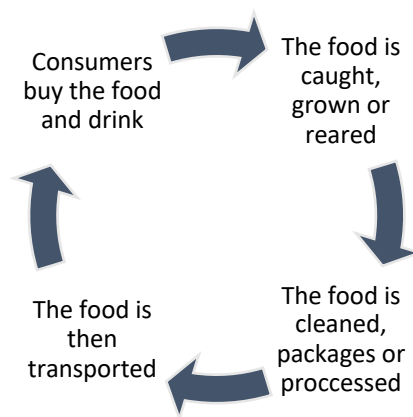 Consumers
buy the food
and drink
The food is
caught,
grown or
reared
The food is
cleaned,
packages or
proccessed
The food is
then
transported